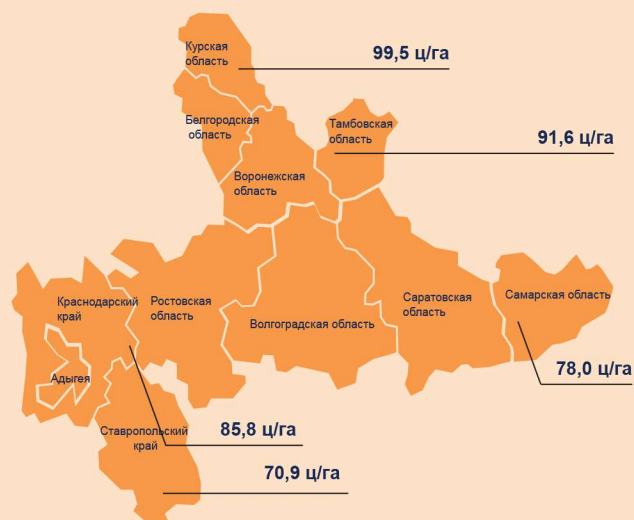 Курская
область
99,5 ц/га
Белгородская
область
Тамбовская
область
91,6 ц/га
Воронежская
область
Краснодарский
край
Ростовская
область
Волгоградская область
Саратовская
область
Самарская область
Адыгея
78,0 ц/га
Ставропольский
край
85,8 ц/га
70,9 ц/га